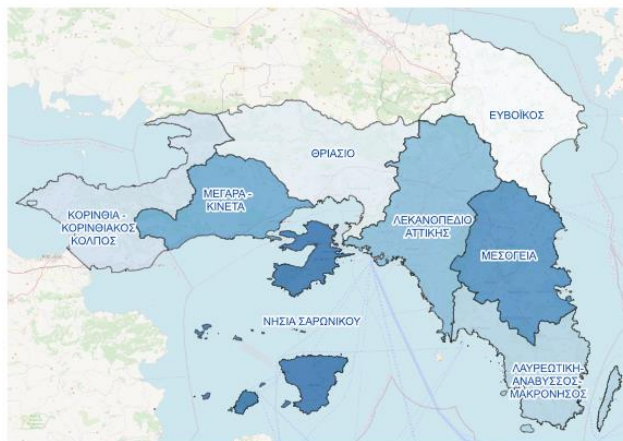 ΕΥΒΟΪΚΟΣ
ΘΡΙΑΣΙΟ
ΜΕΓΑΡΑ -
ΚΙΝΕΤΑ
ΚΟΡΙΝΘΙΑ -
ΚΟΡΙΝΘΙΑΚΟΣ
ΚΟΛΠΟΣ
ΛΕΚΑΝΟΠΕΔΙΟ
ΑΤΤΙΚΗΣ
ΜΕΣΟΓΕΙΑ
ΝΗΣΙΑ ΣΑΡΩΝΙΚΟΥ
ΛΑΥΡΕΩΤΙΚΗ-
ΑΝΑΒΥΣΣΟΣ-
ΜΑΚΡΟΝΗΣΟΣ